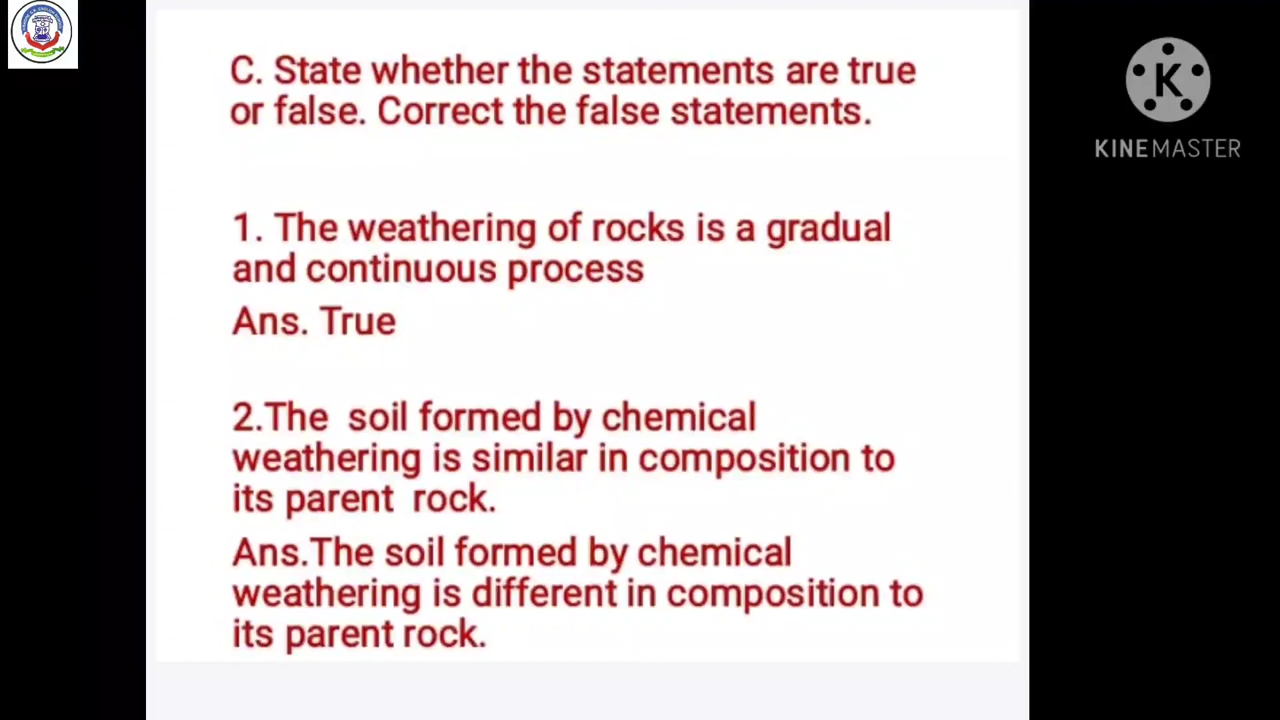 C. State whether the statements are true
or false. Correct the false statements.
1. The weathering of rocks is a gradual
and continuous process
Ans. True
2.The soil formed by chemical
weathering is similar in composition to
its parent rock.
Ans.The soil formed by chemical
weathering is different in composition to
its parent rock.
K
KINEMASTER